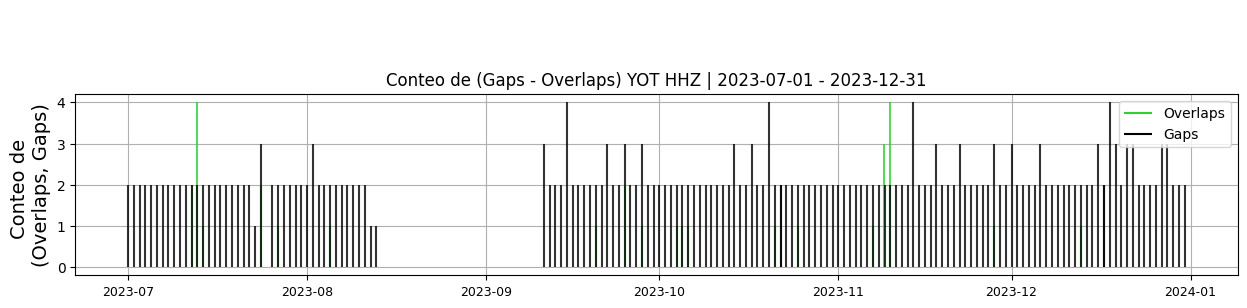 Conteo de (Gaps - Overlaps) YOT HHZ | 2023-07-01 - 2023-12-31
Conteo de
(Overlaps, Gaps)
4
3
2
1
0
Overlaps
Gaps
2023-07
2023-08
2023-09
2023-10
2023-11
2023-12
2024-01